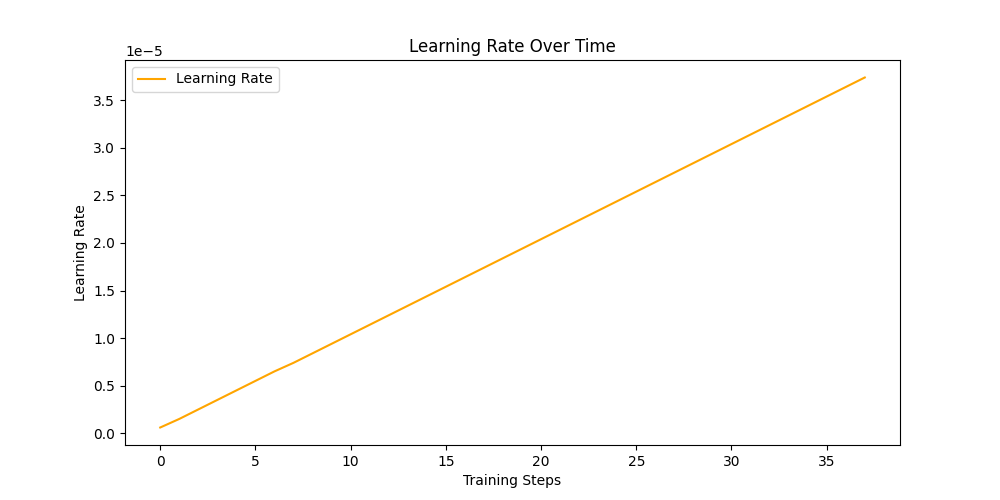 Learning Rate Over Time
1e−5
Learning Rate
3.5
3.0
2.5
2.0
1.5
1.0
0.5
0.0
Learning Rate
0 5 10 15 20 25 30 35
Training Steps